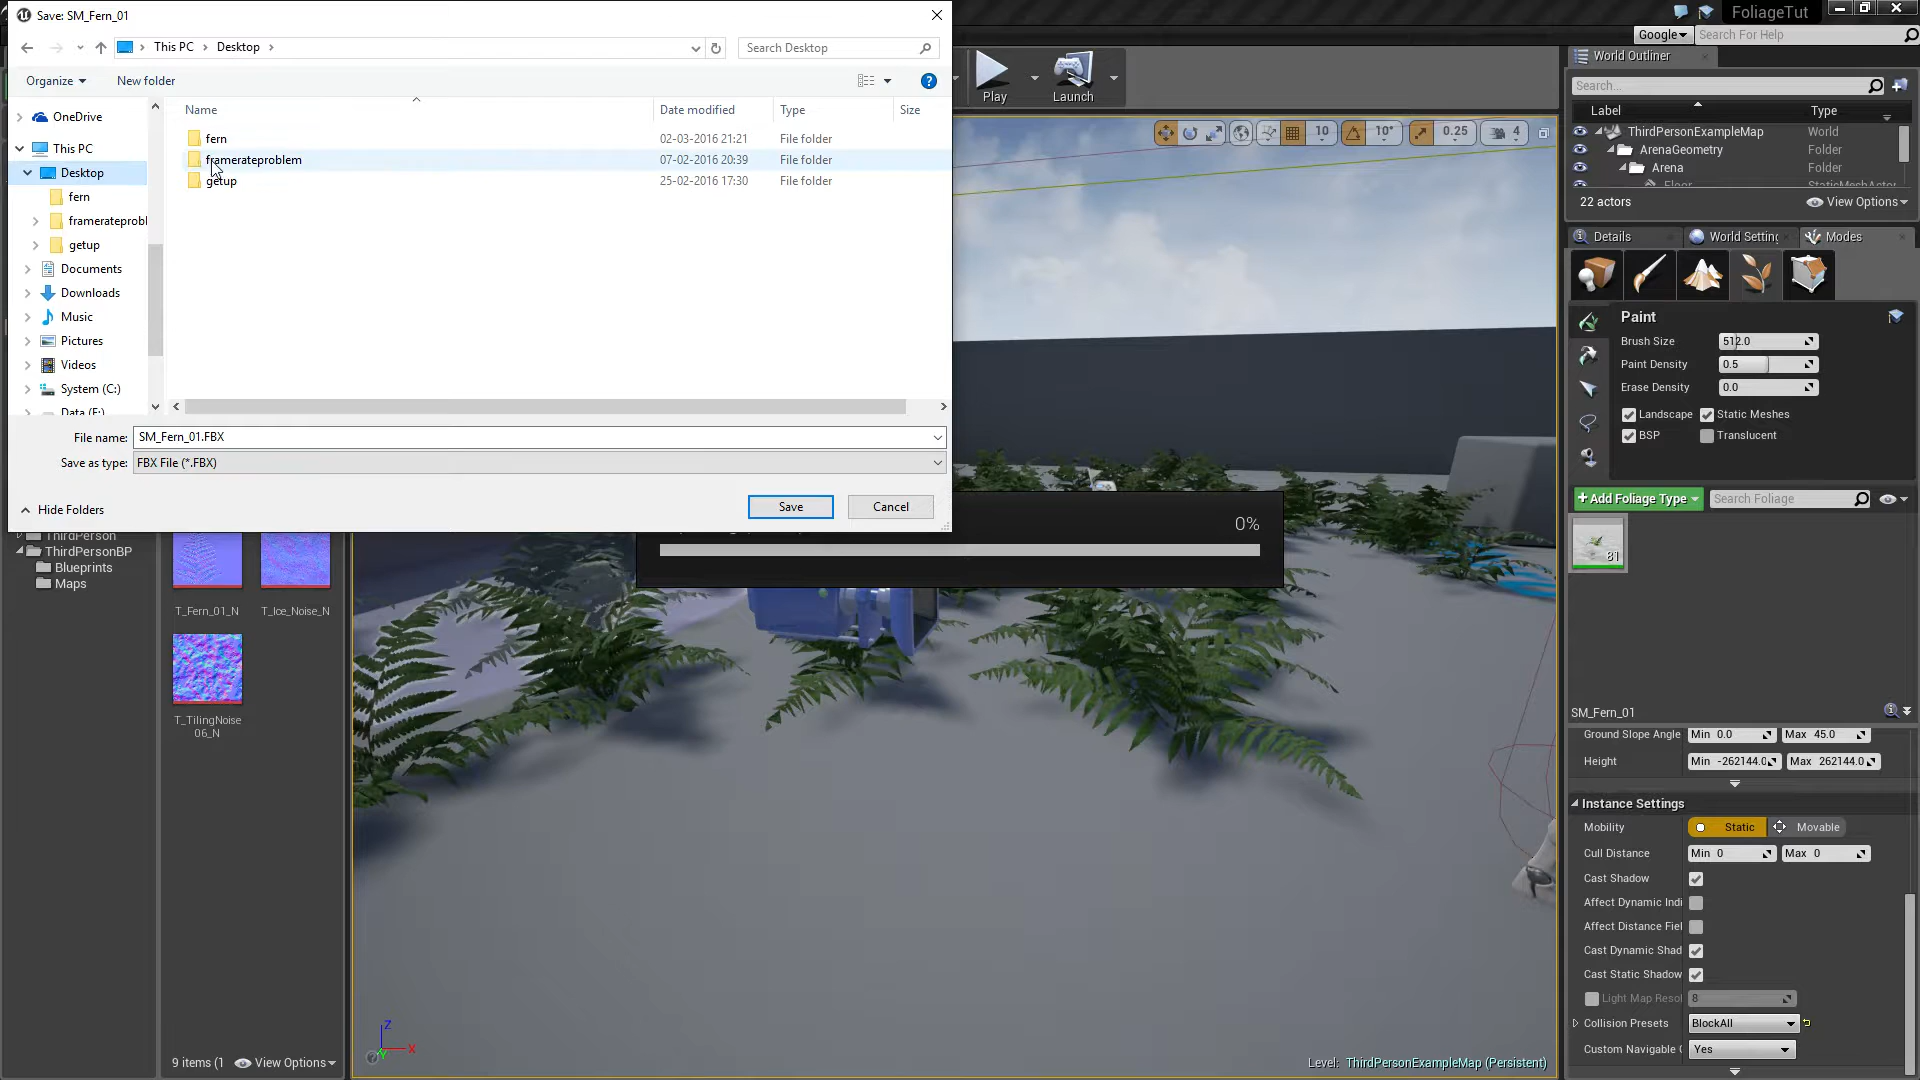 Save: SM_Fern_01
This PC
Desktop
Search Desktop
Organize
New folder
Name
Date modified
Type
Size
fern
02-03-2016 21:21
File folder
framerateproblem
07-02-2016 20:39
File folder
getup
25-02-2016 17:30
File folder
OneDrive
This PC
Desktop
fern
frameratepro
getup
Documents
Downloads
Music
Pictures
Videos
System (C:)
File name: SM_Fern_01.FBX
Save as type: FBX File (*.FBX)
Hide Folders
Save
Cancel
FoliageTut
Google
Search For Help
Play
Launch
World Outliner
Search...
Label
Type
ThirdPersonExampleMap World
ArenaGeometry Folder
Arena Folder
Floor StaticMeshActor
22 actors
View Options
10
10°
0.25
4
Details
World Settin
Modes
Paint
Brush Size 512.0
Paint Density 0.5
Erase Density 0.0
Landscape
Static Meshes
BSP
Translucent
Add Foliage Type
Search Foliage
81
0%
ThirdPerson
ThirdPersonBP
Blueprints
Maps
T_Fern_01_N
T_Ice_Noise_N
T_TilingNoise
06_N
9 items (1
View Options
SM_Fern_01
Ground Slope Angle Min 0.0 Max 45.0
Height Min -262144.0 Max 262144.0
Instance Settings
Mobility Static Movable
Cull Distance Min 0 Max 0
Cast Shadow
Affect Dynamic Indi
Affect Distance Fiel
Cast Dynamic Shad
Cast Static Shadow
Light Map Resol 8
Collision Presets BlockAll
Custom Navigable Yes
Z
X
Y
Level: ThirdPersonExampleMap (Persistent)